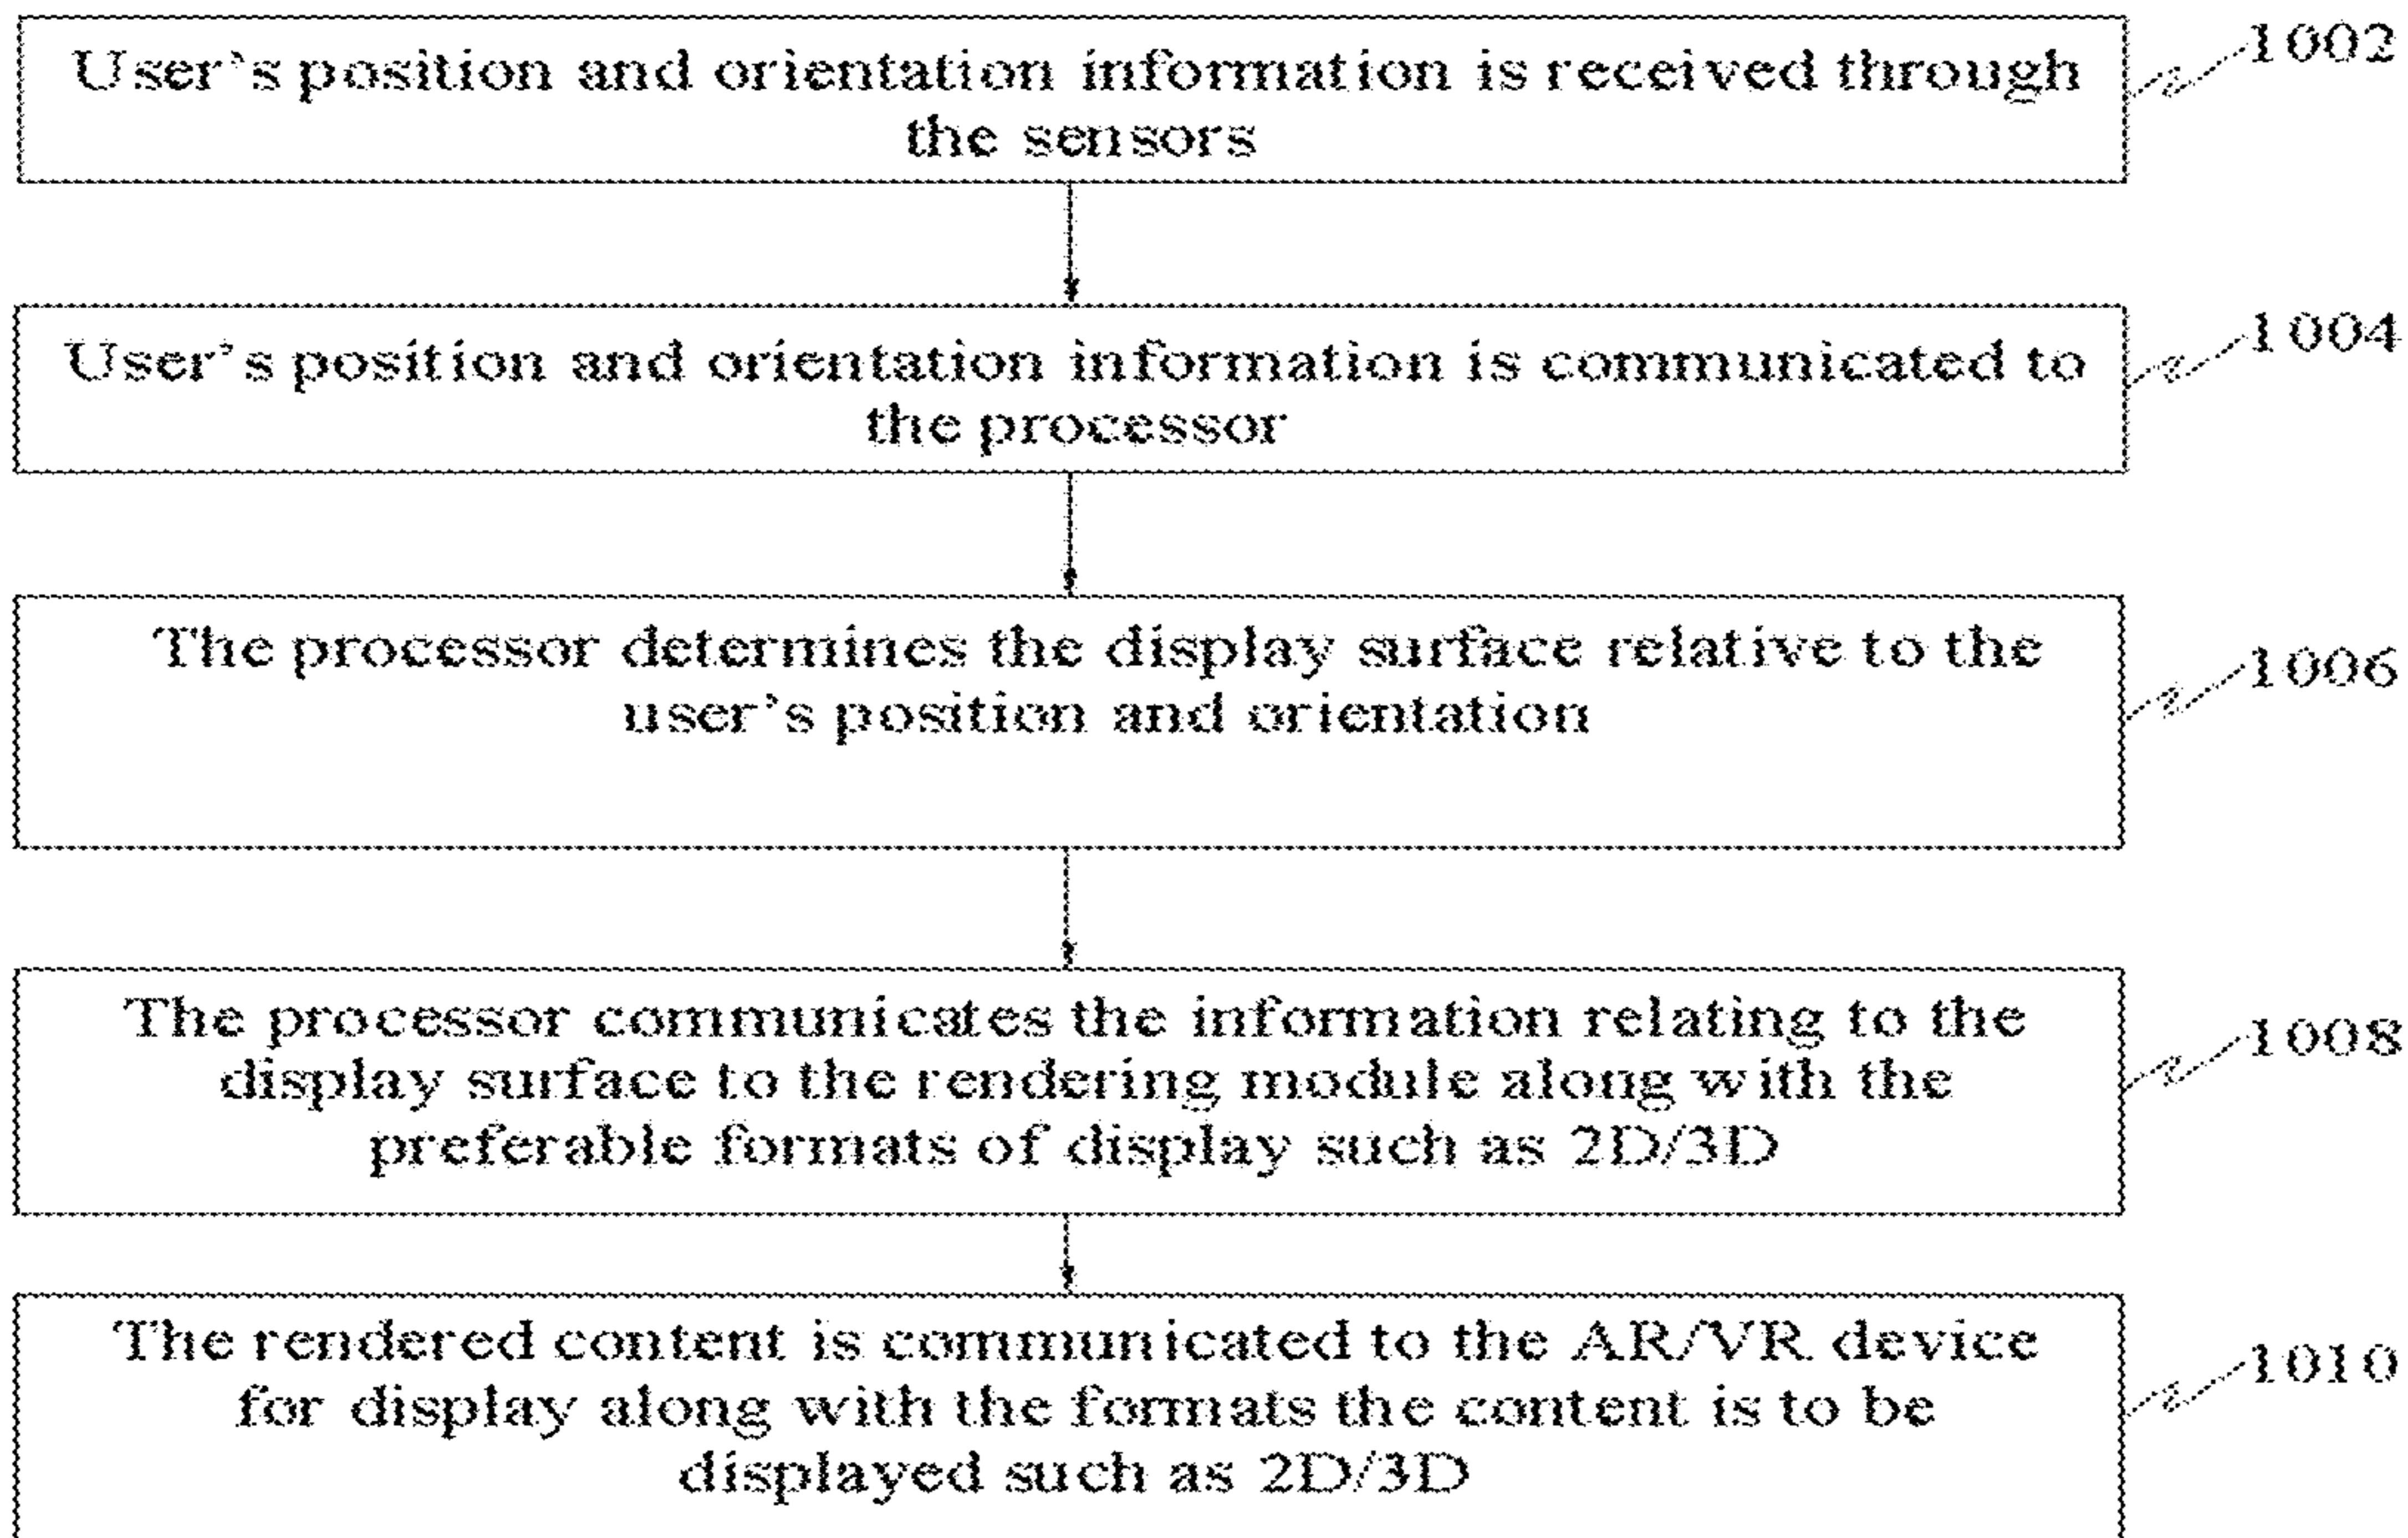 User's position and orientation information is received through
the sensors
1002
User's position and orientation information is communicated to
the processor
1004
The processor determines the display surface relative to the
user's position and orientation
1006
The processor communicates the information relating to the
display surface to the rendering module along with the
preferable formats of display such as 2D/3D
1008
The rendered content is communicated to the AR/VR device
for display along with the formats the content is to be
displayed such as 2D/3D
1010